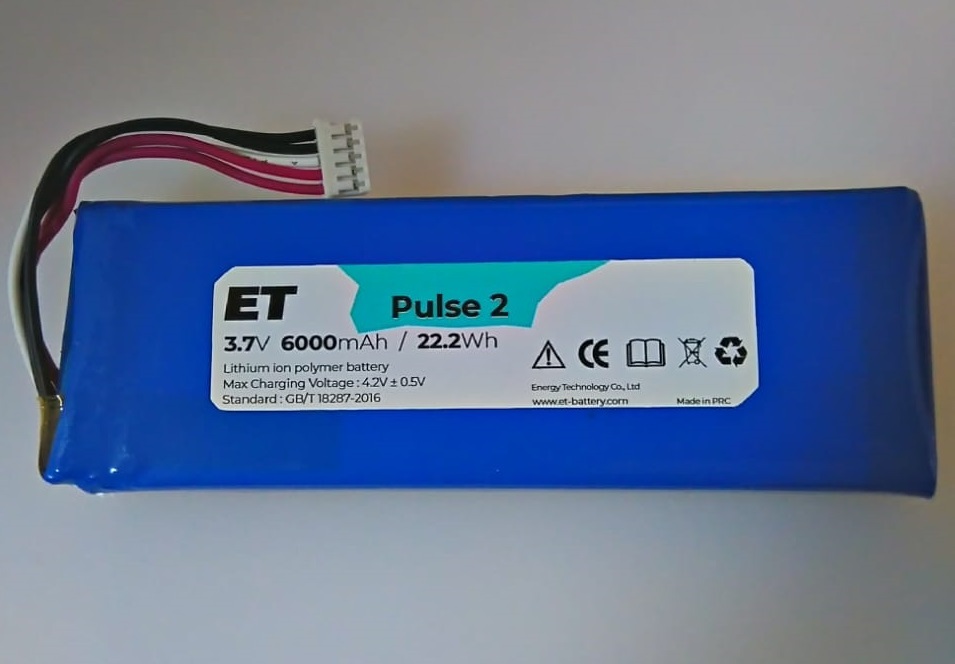 ET
Pulse 2
3.7V 6000mAh / 22.2Wh
Lithium ion polymer battery
Max Charging Voltage : 4.2V ± 0.5V
Standard : GB/T 18287-2016
CE
Energy Technology Co., Ltd
www.et-battery.com
Made in PRC